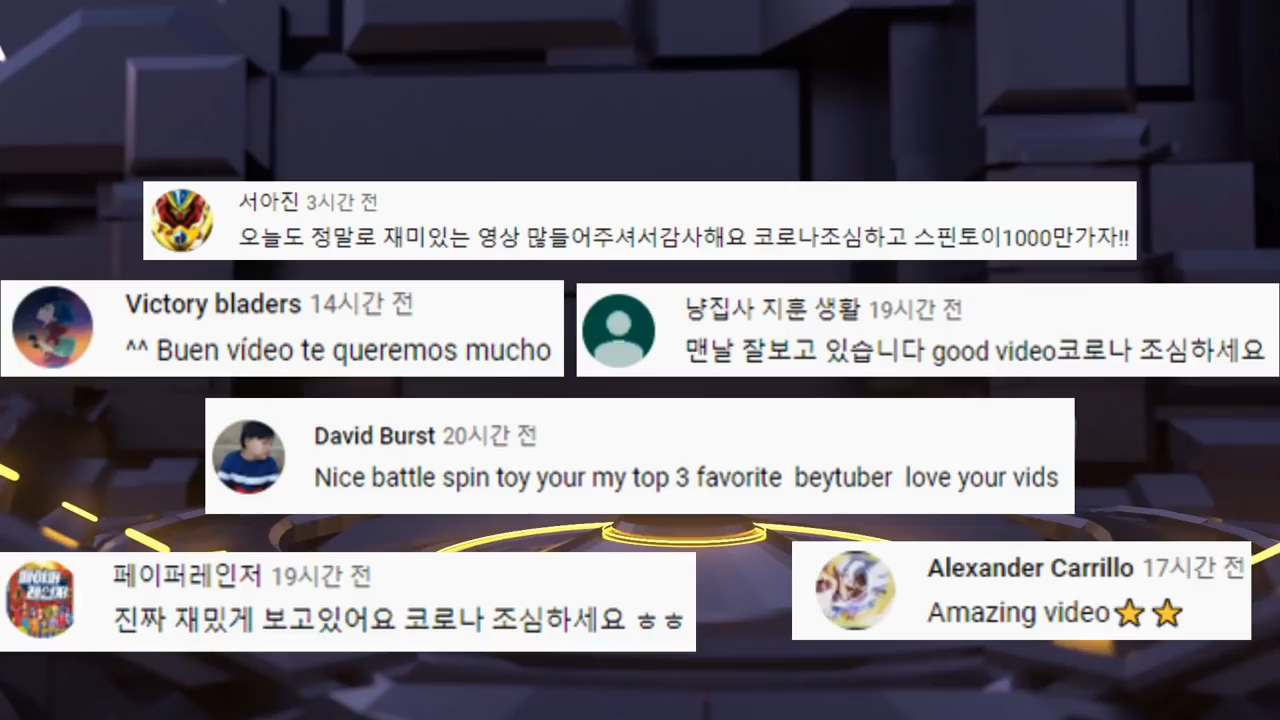 서아진 3시간 전
오늘도 정말로 재미있는 영상 많들어주셔서감사해요 코로나조심하고 스핀토이1000만가자!!
Victory bladers 14시간 전
^^ Buen vídeo te queremos mucho
냥집사 지훈 생활 19시간 전
맨날 잘보고 있습니다 good video코로나 조심하세요
David Burst 20시간 전
Nice battle spin toy your my top 3 favorite beytuber love your vids
페이퍼레인저 19시간 전
진짜 재밌게 보고있어요 코로나 조심하세요 ㅎㅎ
Alexander Carrillo 17시간 전
Amazing video⭐⭐